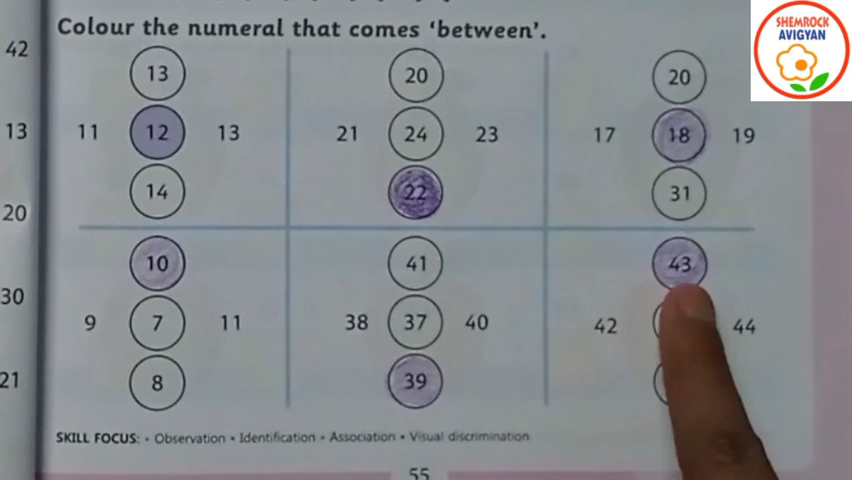 SHEMROCK
AVIGYAN
Colour the numeral that comes ‘between’.
42
13
20
20
13
11 12 13
21 24 23
17 18 19
14
22
31
20
10
41
43
30
9 7 11
38 37 40
42 44
21
8
39
SKILL FOCUS: • Observation • Identification • Association • Visual discrimination
55